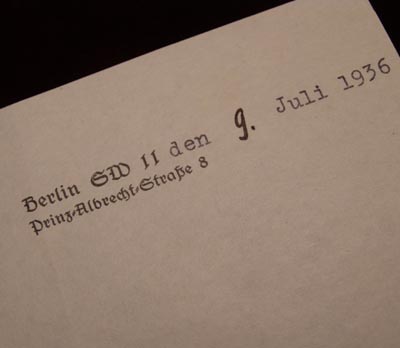 Berlin SW 11 den 9. Juli 1936
Prinz-Albrecht-Straße 8